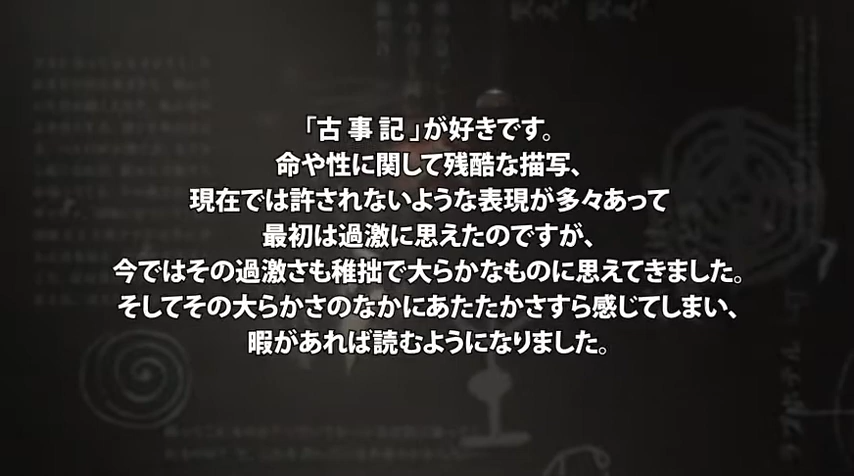 「古事記」が好きです。
命や性に関して残酷な描写、
現在では許されないような表現が多々あって
最初は過激に思えたのですが、
今ではその過激さも稚拙で大らかなものに思えてきました。
そしてその大らかさのなかにあたたかさすら感じてしまい、
暇があれば読むようになりました。